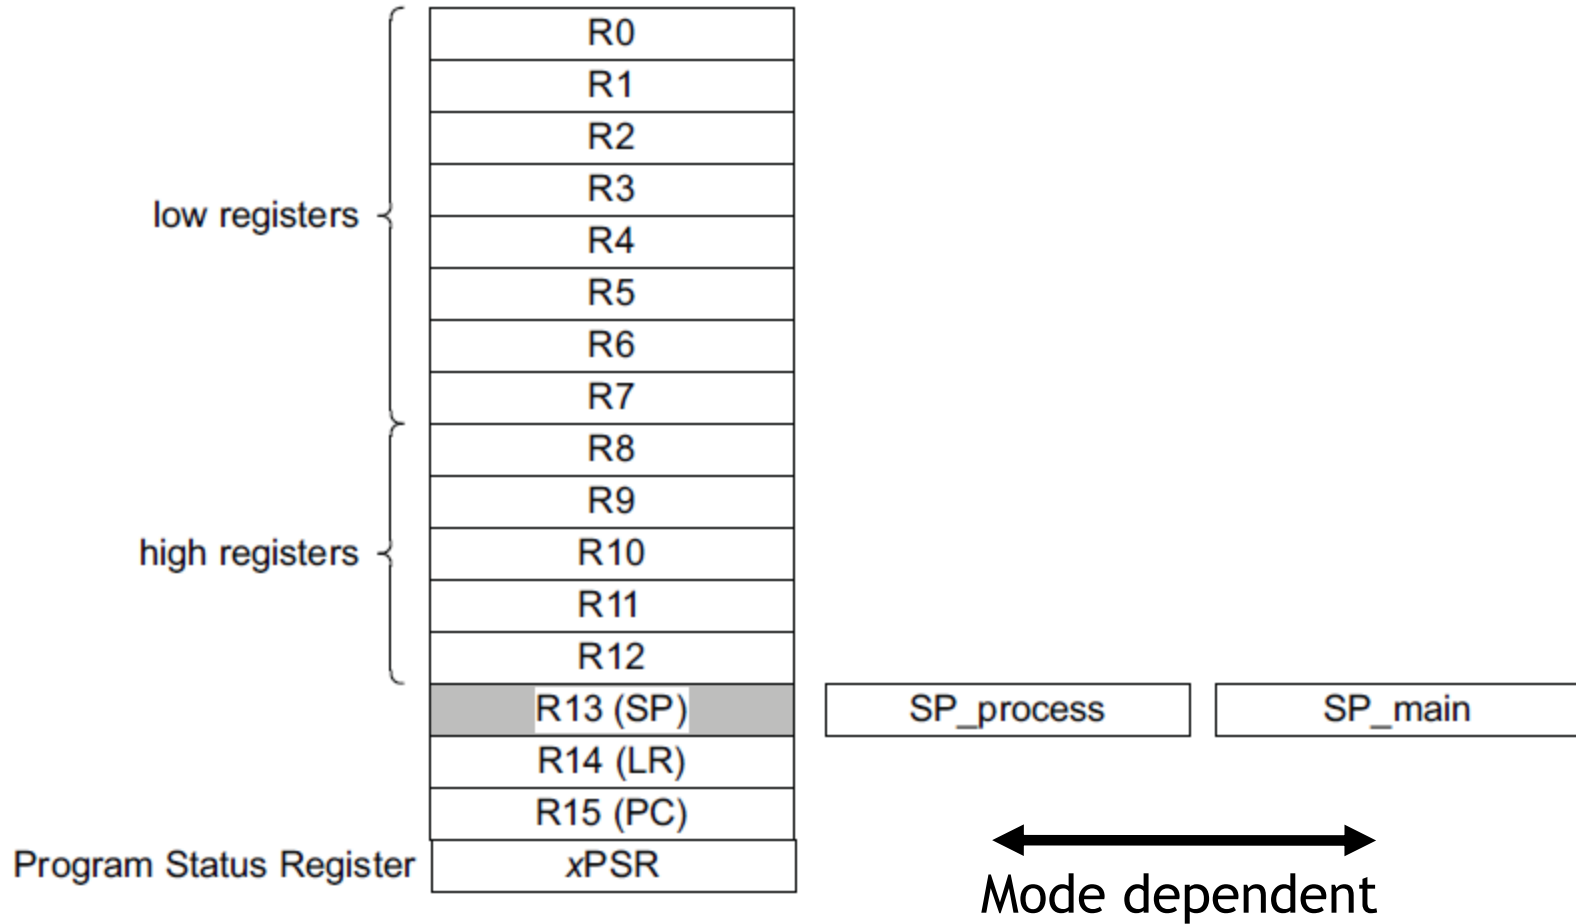 R0
R1
R2
R3
low registers
R4
R5
R6
R7
R8
R9
high registers
R10
R11
R12
R13 (SP)
SP_process
SP_main
R14 (LR)
R15 (PC)
Program Status Register
xPSR
Mode dependent